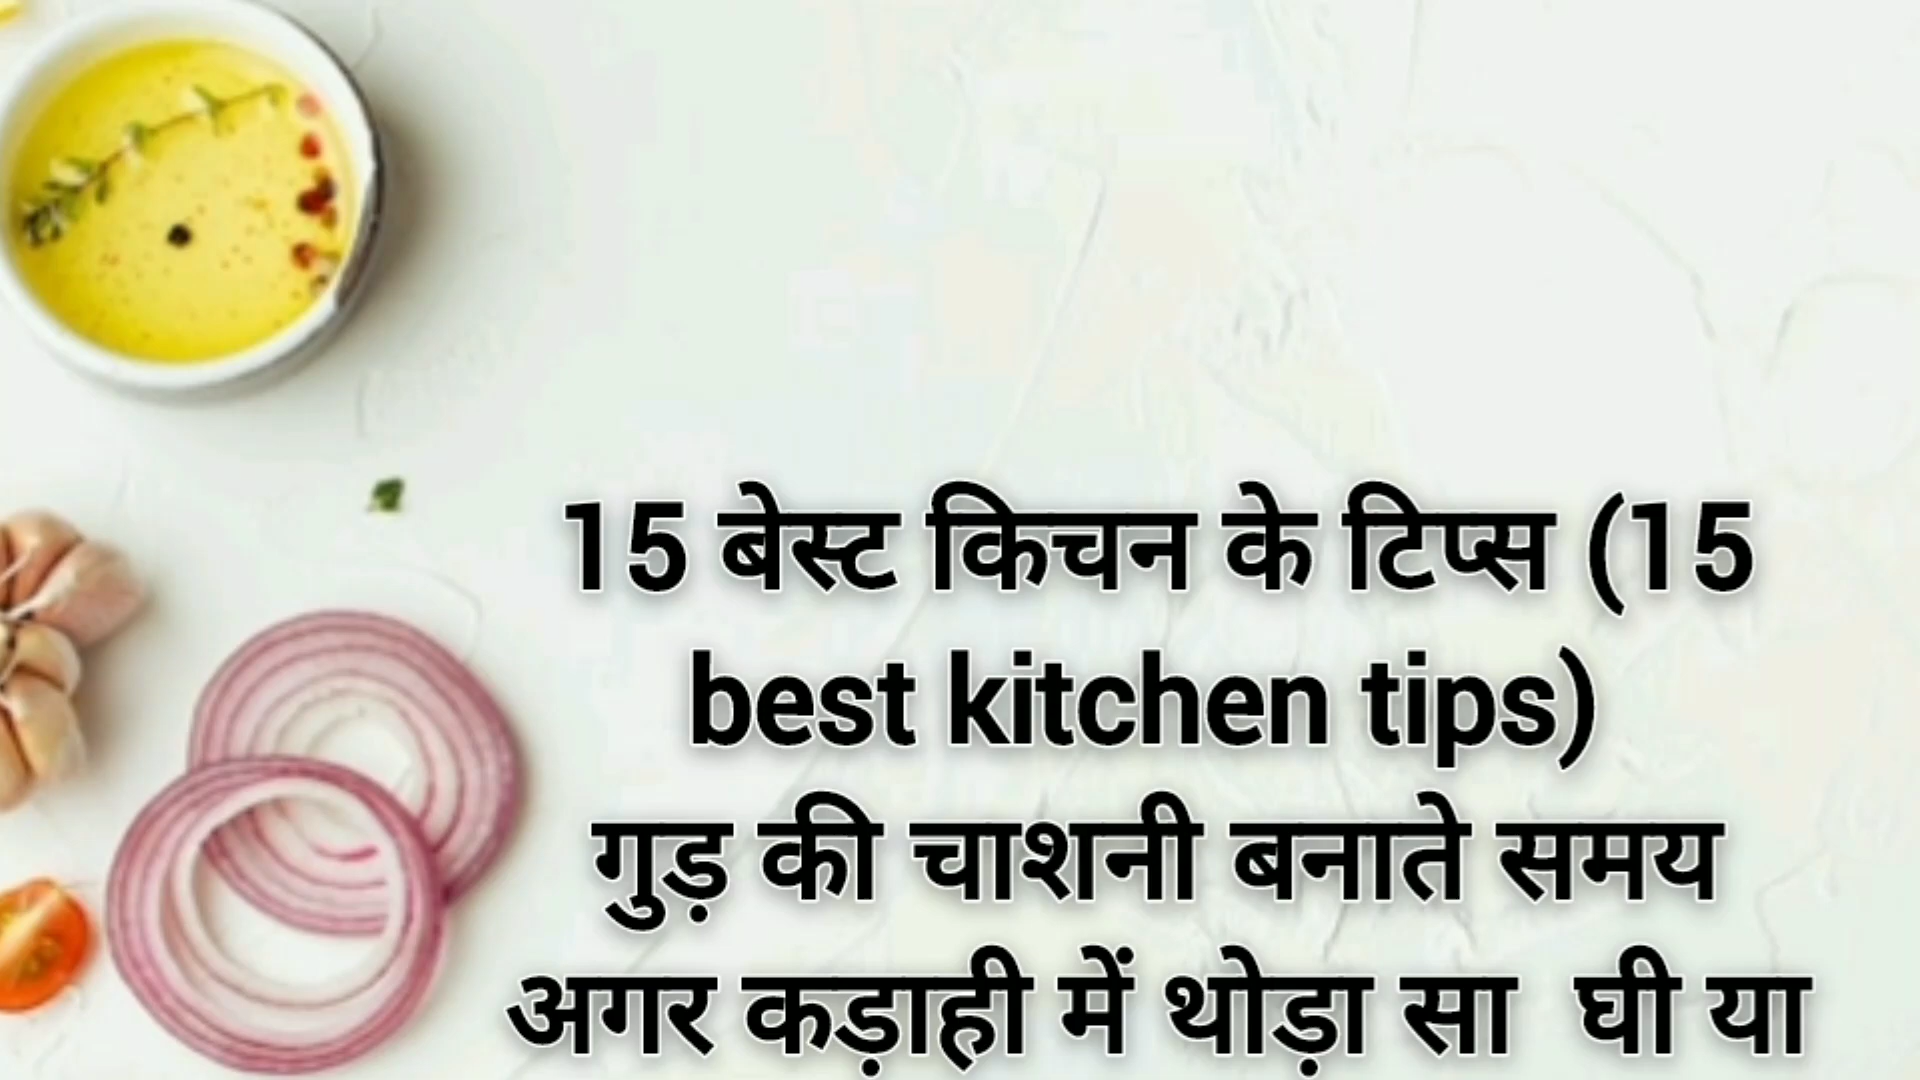 15 बेस्ट किचन के टिप्स (15
best kitchen tips)
गुड़ की चाशनी बनाते समय
अगर कड़ाही में थोड़ा सा घी या